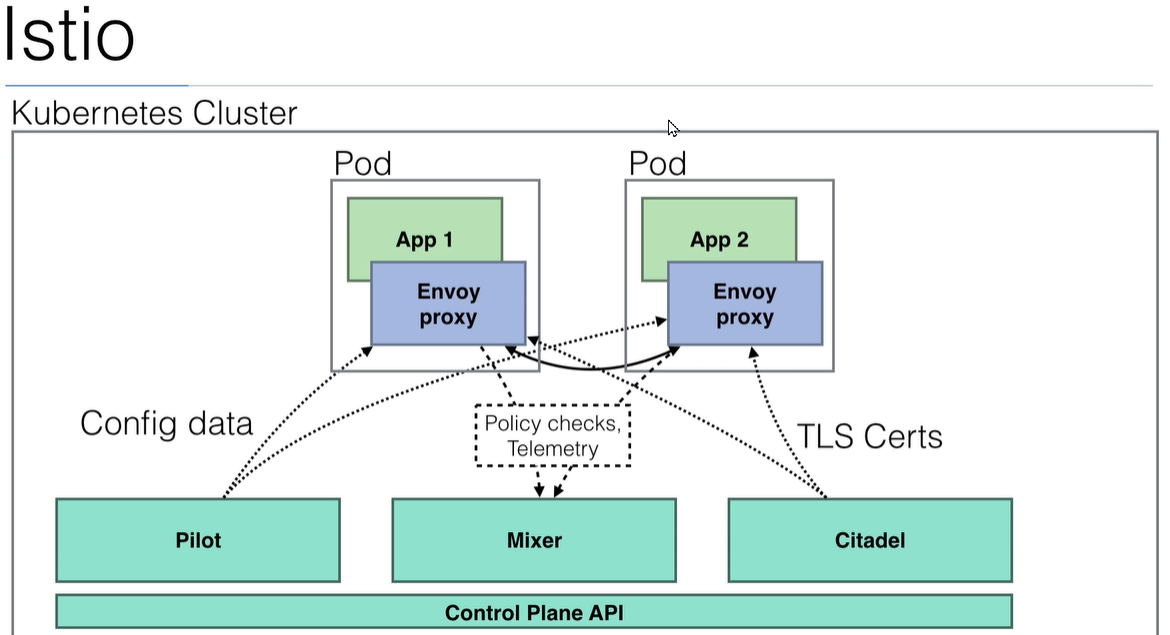 Istio
Kubernetes Cluster
Pod
Pod
App 1
App 2
Envoy
proxy
Envoy
proxy
Config data
Policy checks,
Telemetry
TLS Certs
Pilot
Mixer
Citadel
Control Plane API